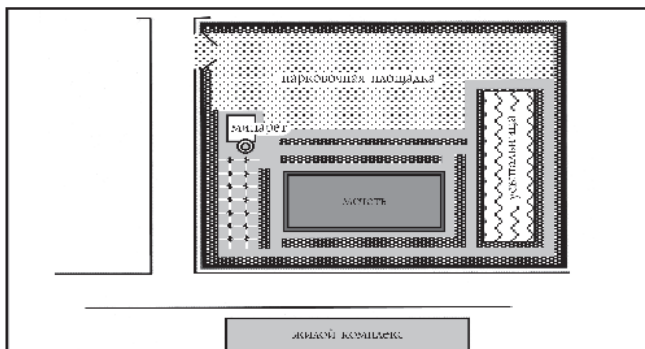 парковочная площадка
минарет
усыпальница
мечеть
жилой комплекс